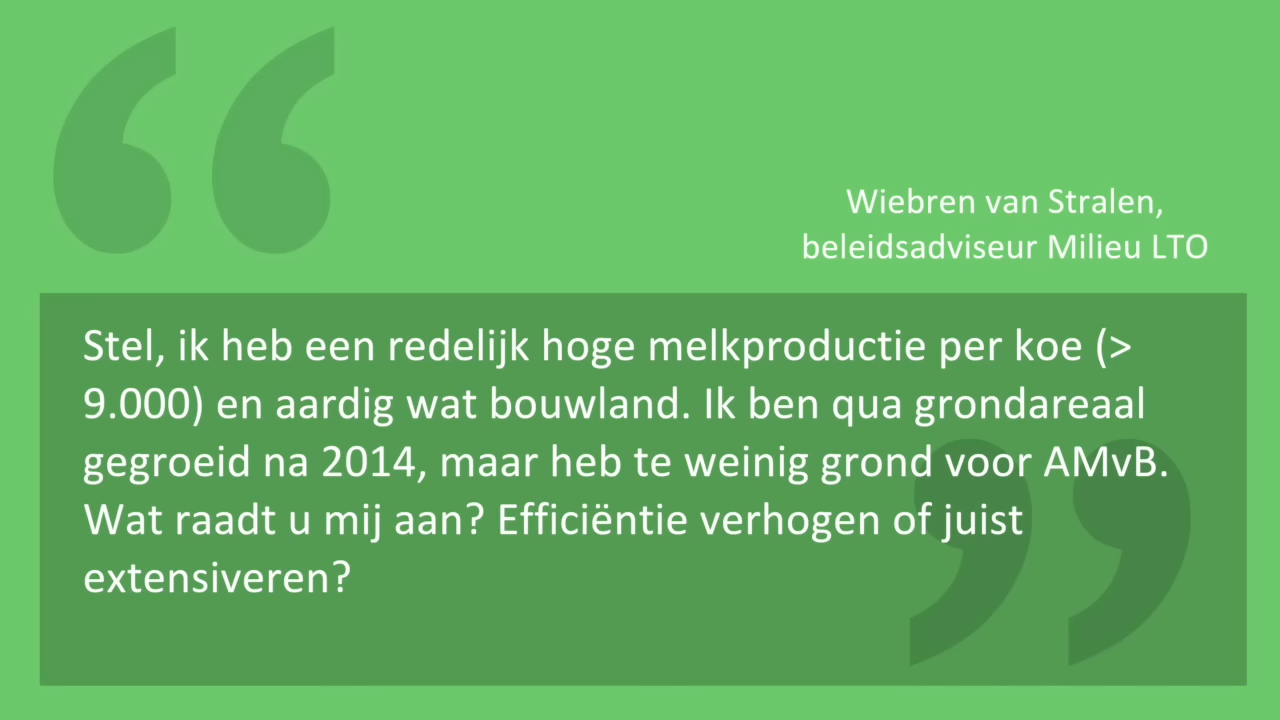 Wiebren van Stralen,
beleidsadviseur Milieu LTO
Stel, ik heb een redelijk hoge melkproductie per koe (>
9.000) en aardig wat bouwland. Ik ben qua grondareaal
gegroeid na 2014, maar heb te weinig grond voor AMvB.
Wat raadt u mij aan? Efficiëntie verhogen of juist
extensiveren?